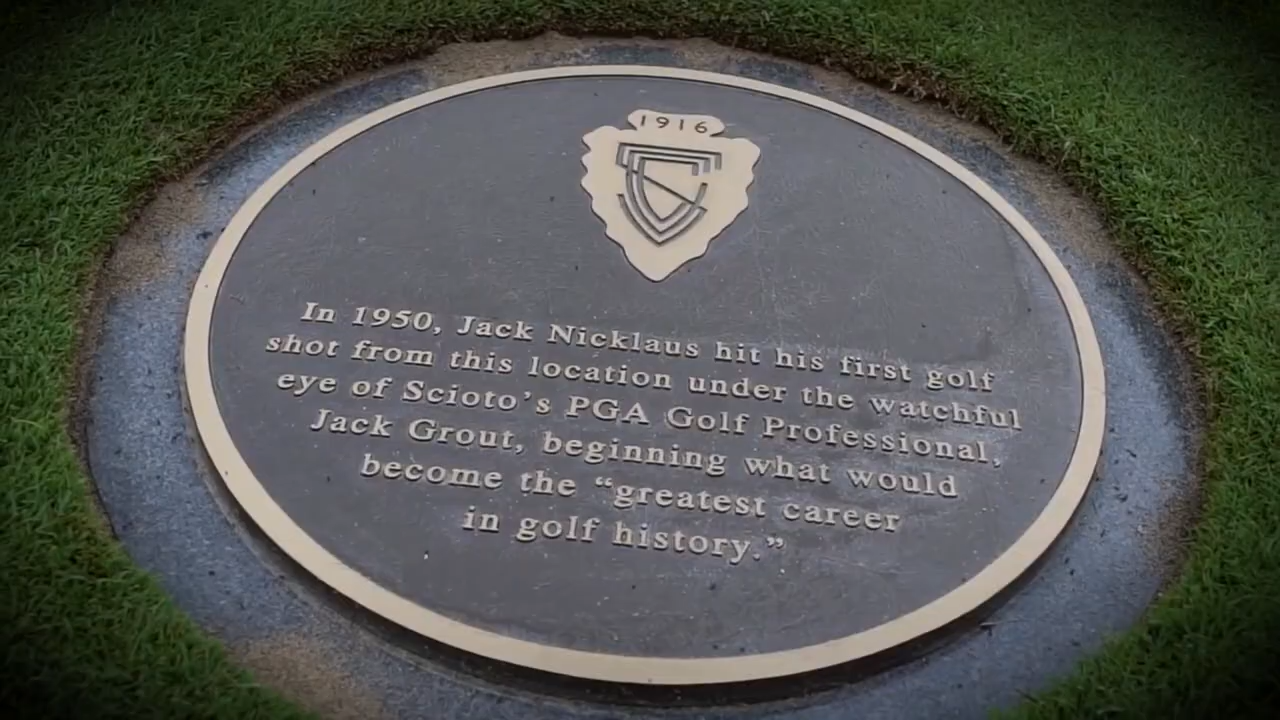 1916
In 1950, Jack Nicklaus hit his first golf
shot from this location under the watchful
eye of Scioto's PGA Golf Professional,
Jack Grout, beginning what would
become the “greatest career
in golf history.”